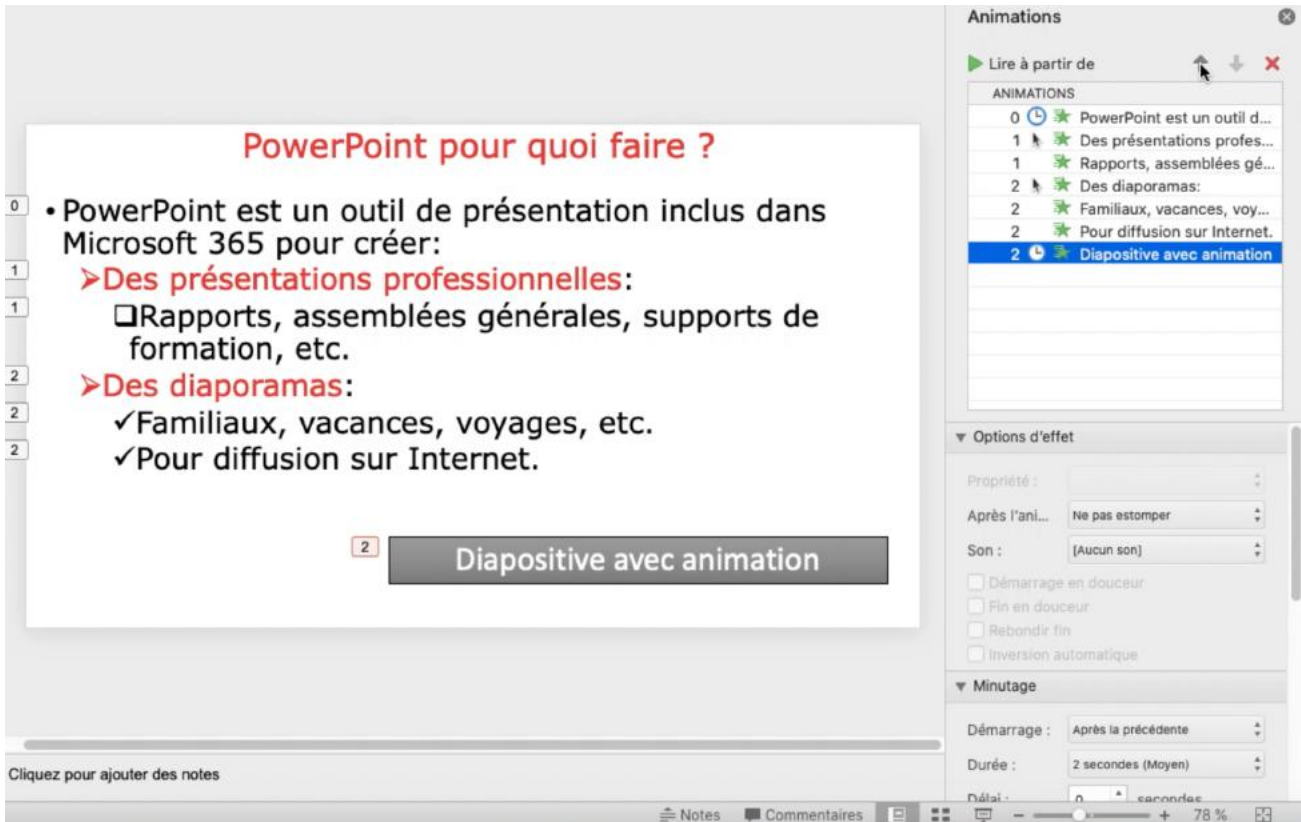 Animations
Lire à partir de
ANIMATIONS
0 PowerPoint est un outil d...
1 Des présentations profes...
1 Rapports, assemblées gé...
2 Des diaporamas:
2 Familiaux, vacances, voy...
2 Pour diffusion sur Internet.
2 Diapositive avec animation
PowerPoint pour quoi faire ?
0 • PowerPoint est un outil de présentation inclus dans
Microsoft 365 pour créer:
1 ➢Des présentations professionnelles:
1 ❑Rapports, assemblées générales, supports de
formation, etc.
2 ➢Des diaporamas:
2 ✓Familiaux, vacances, voyages, etc.
2 ✓Pour diffusion sur Internet.
2 Diapositive avec animation
Options d'effet
Propriété :
Après l'ani... Ne pas estomper
Son : [Aucun son]
Démarrage en douceur
Fin en douceur
Rebondir fin
Inversion automatique
Minutage
Démarrage : Après la précédente
Durée : 2 secondes (Moyen)
Délai : 0 secondes
Cliquez pour ajouter des notes
Notes Commentaires 78 %